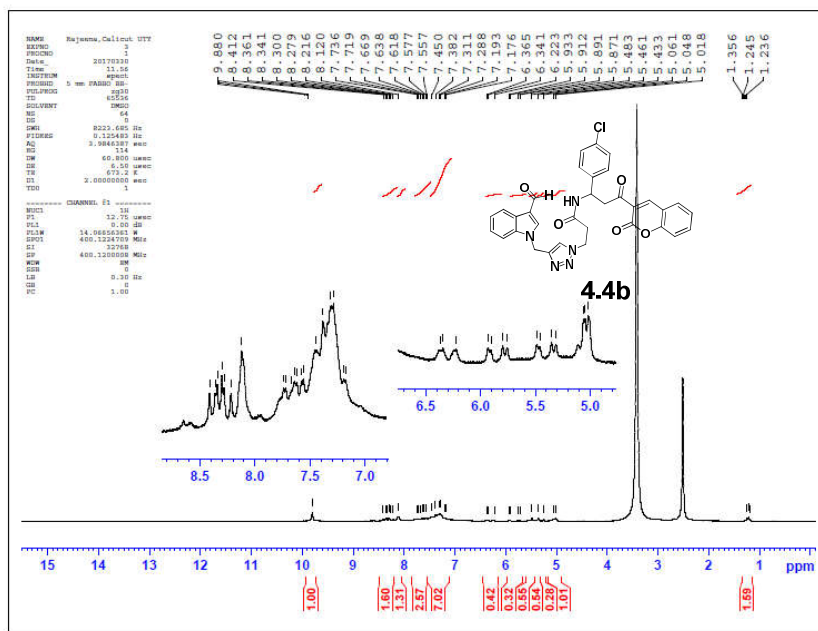 NAME Rajeena,Calicut UTY
EXPNO 3
PROCNO 1
Date_ 20170330
Time 11.56
INSTRUM spect
PROBHD 5 mm PABBO BB-
PULPROG zg30
TD 65536
SOLVENT DMSO
NS 64
DS 0
SWH 8223.685 Hz
FIDRES 0.125483 Hz
AQ 3.9846387 sec
RG 114
DW 60.800 usec
DE 6.50 usec
TE 673.2 K
D1 2.00000000 sec
TD0 1
======== CHANNEL f1 ========
NUC1 1H
P1 12.75 usec
PL1 0.00 dB
PL1W 14.08656361 W
SFO1 400.1224709 MHz
SI 32768
SF 400.1200008 MHz
WDW EM
SSB 0
LB 0.30 Hz
GB 0
PC 1.00
9.880
8.412
8.361
8.341
8.300
8.279
8.216
8.120
7.736
7.719
7.669
7.638
7.618
7.577
7.557
7.450
7.382
7.311
7.288
7.193
7.176
6.365
6.341
6.223
5.933
5.912
5.891
5.871
5.483
5.461
5.433
5.061
5.048
5.018
1.356
1.245
1.236
Cl
O
H
HN
O
O
N
O
O
N
N
N=N
4.4b
8.5 8.0 7.5 7.0
6.5 6.0 5.5 5.0
15 14 13 12 11 10 9 8 7 6 5 4 3 2 1 ppm
1.00
1.60
1.31
2.57
7.02
0.42
0.32
0.55
0.54
0.28
1.01
1.59